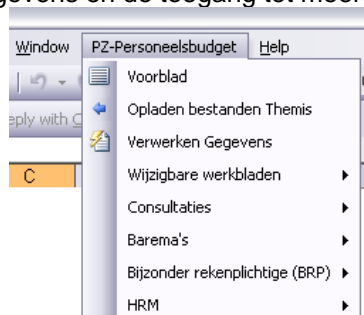 gevens en de toegang tot meer
Window PZ-Personeelsbudget Help
Voorblad
eply with C
Opladen bestanden Themis
Verwerken Gegevens
C
Wijzigbare werkbladen
Consultaties
Barema's
Bijzonder rekenplichtige (BRP)
HRM